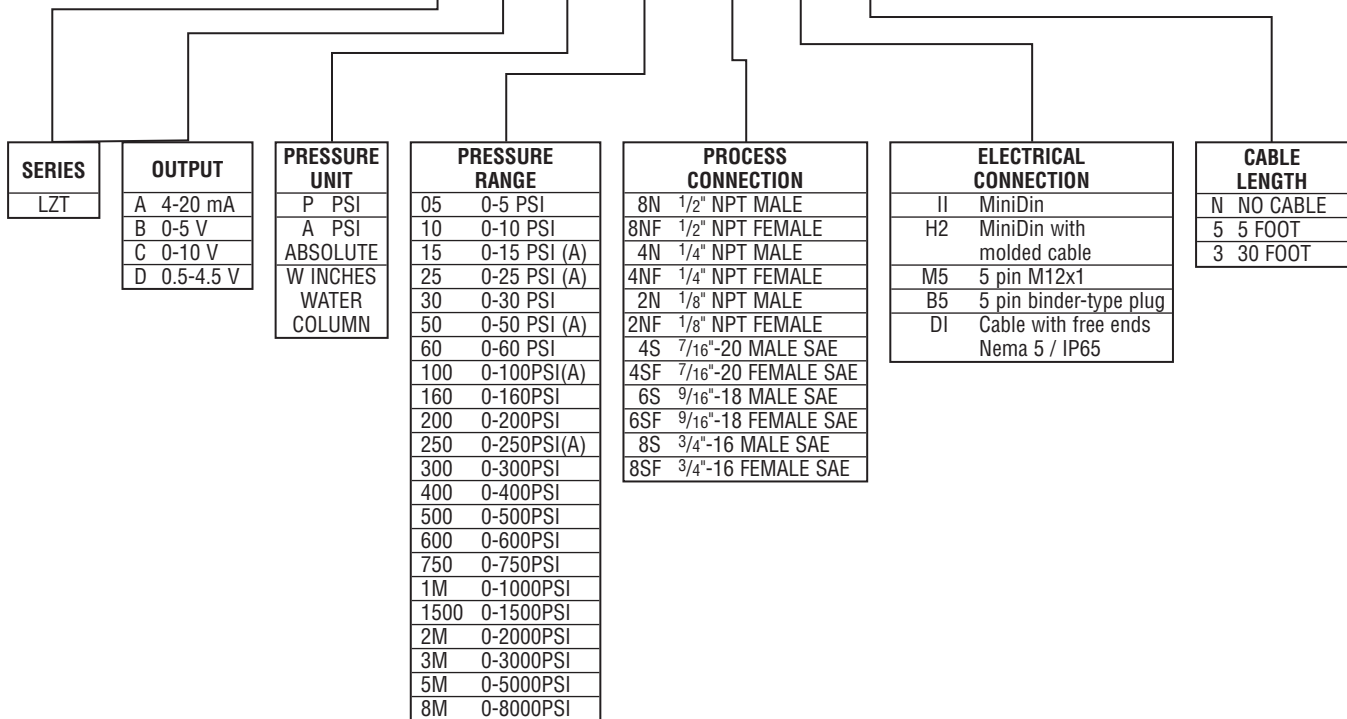 SERIES
LZT
OUTPUT
A 4-20 mA
B 0-5 V
C 0-10 V
D 0.5-4.5 V
PRESSURE
UNIT
P PSI
A PSI
ABSOLUTE
W INCHES
WATER
COLUMN
PRESSURE
RANGE
05 0-5 PSI
10 0-10 PSI
15 0-15 PSI (A)
25 0-25 PSI (A)
30 0-30 PSI
50 0-50 PSI (A)
60 0-60 PSI
100 0-100PSI(A)
160 0-160PSI
200 0-200PSI
250 0-250PSI(A)
300 0-300PSI
400 0-400PSI
500 0-500PSI
600 0-600PSI
750 0-750PSI
1M 0-1000PSI
1500 0-1500PSI
2M 0-2000PSI
3M 0-3000PSI
5M 0-5000PSI
8M 0-8000PSI
PROCESS
CONNECTION
8N 1/2" NPT MALE
8NF 1/2" NPT FEMALE
4N 1/4" NPT MALE
4NF 1/4" NPT FEMALE
2N 1/8" NPT MALE
2NF 1/8" NPT FEMALE
4S 7/16"-20 MALE SAE
4SF 7/16"-20 FEMALE SAE
6S 9/16"-18 MALE SAE
6SF 9/16"-18 FEMALE SAE
8S 3/4"-16 MALE SAE
8SF 3/4"-16 FEMALE SAE
ELECTRICAL
CONNECTION
II MiniDin
H2 MiniDin with
molded cable
M5 5 pin M12x1
B5 5 pin binder-type plug
DI Cable with free ends
Nema 5 / IP65
CABLE
LENGTH
N NO CABLE
5 5 FOOT
3 30 FOOT